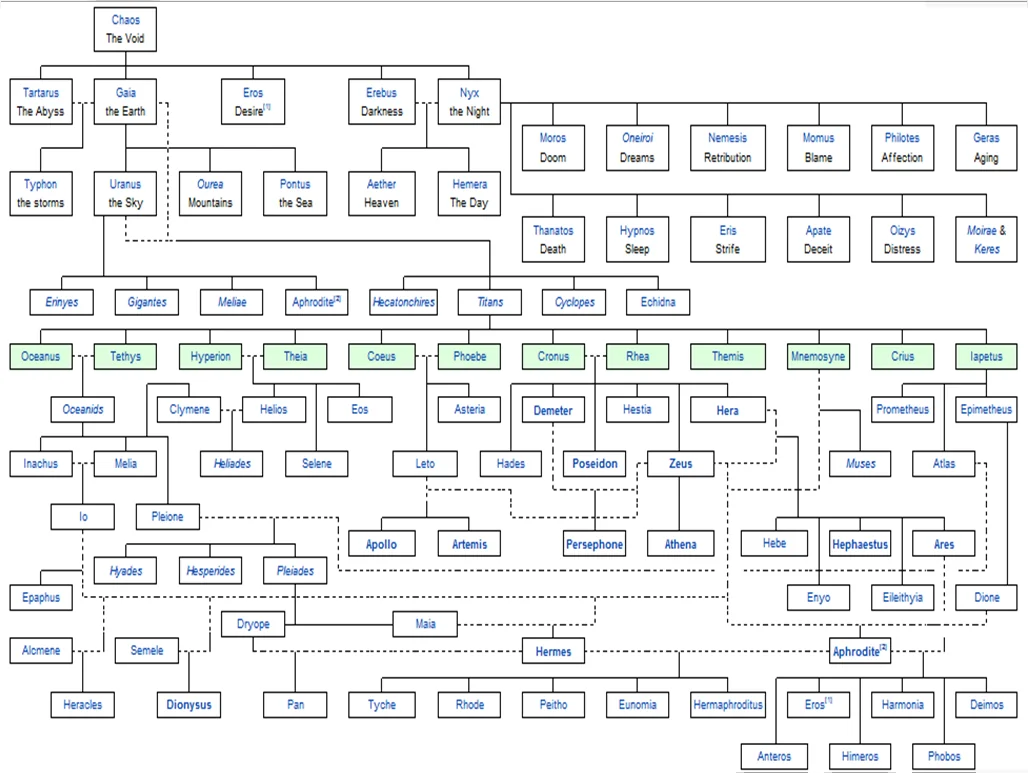 Chaos
The Void
Tartarus
The Abyss
Gaia
the Earth
Eros
Desire[1]
Erebus
Darkness
Nyx
the Night
Moros
Doom
Oneiroi
Dreams
Nemesis
Retribution
Momus
Blame
Philotes
Affection
Geras
Aging
Typhon
the storms
Uranus
the Sky
Ourea
Mountains
Pontus
the Sea
Aether
Heaven
Hemera
The Day
Thanatos
Death
Hypnos
Sleep
Eris
Strife
Apate
Deceit
Oizys
Distress
Moirae &
Keres
Erinyes
Gigantes
Meliae
Aphrodite[2]
Hecatonchires
Titans
Cyclopes
Echidna
Oceanus
Tethys
Hyperion
Theia
Coeus
Phoebe
Cronus
Rhea
Themis
Mnemosyne
Crius
Iapetus
Oceanids
Clymene
Helios
Eos
Asteria
Demeter
Hestia
Hera
Prometheus
Epimetheus
Inachus
Melia
Heliades
Selene
Leto
Hades
Poseidon
Zeus
Muses
Atlas
Io
Pleione
Apollo
Artemis
Persephone
Athena
Hebe
Hephaestus
Ares
Hyades
Hesperides
Pleiades
Epaphus
Enyo
Eileithyia
Dione
Dryope
Maia
Alcmene
Semele
Hermes
Aphrodite[2]
Heracles
Dionysus
Pan
Tyche
Rhode
Peitho
Eunomia
Hermaphroditus
Eros[1]
Harmonia
Deimos
Anteros
Himeros
Phobos